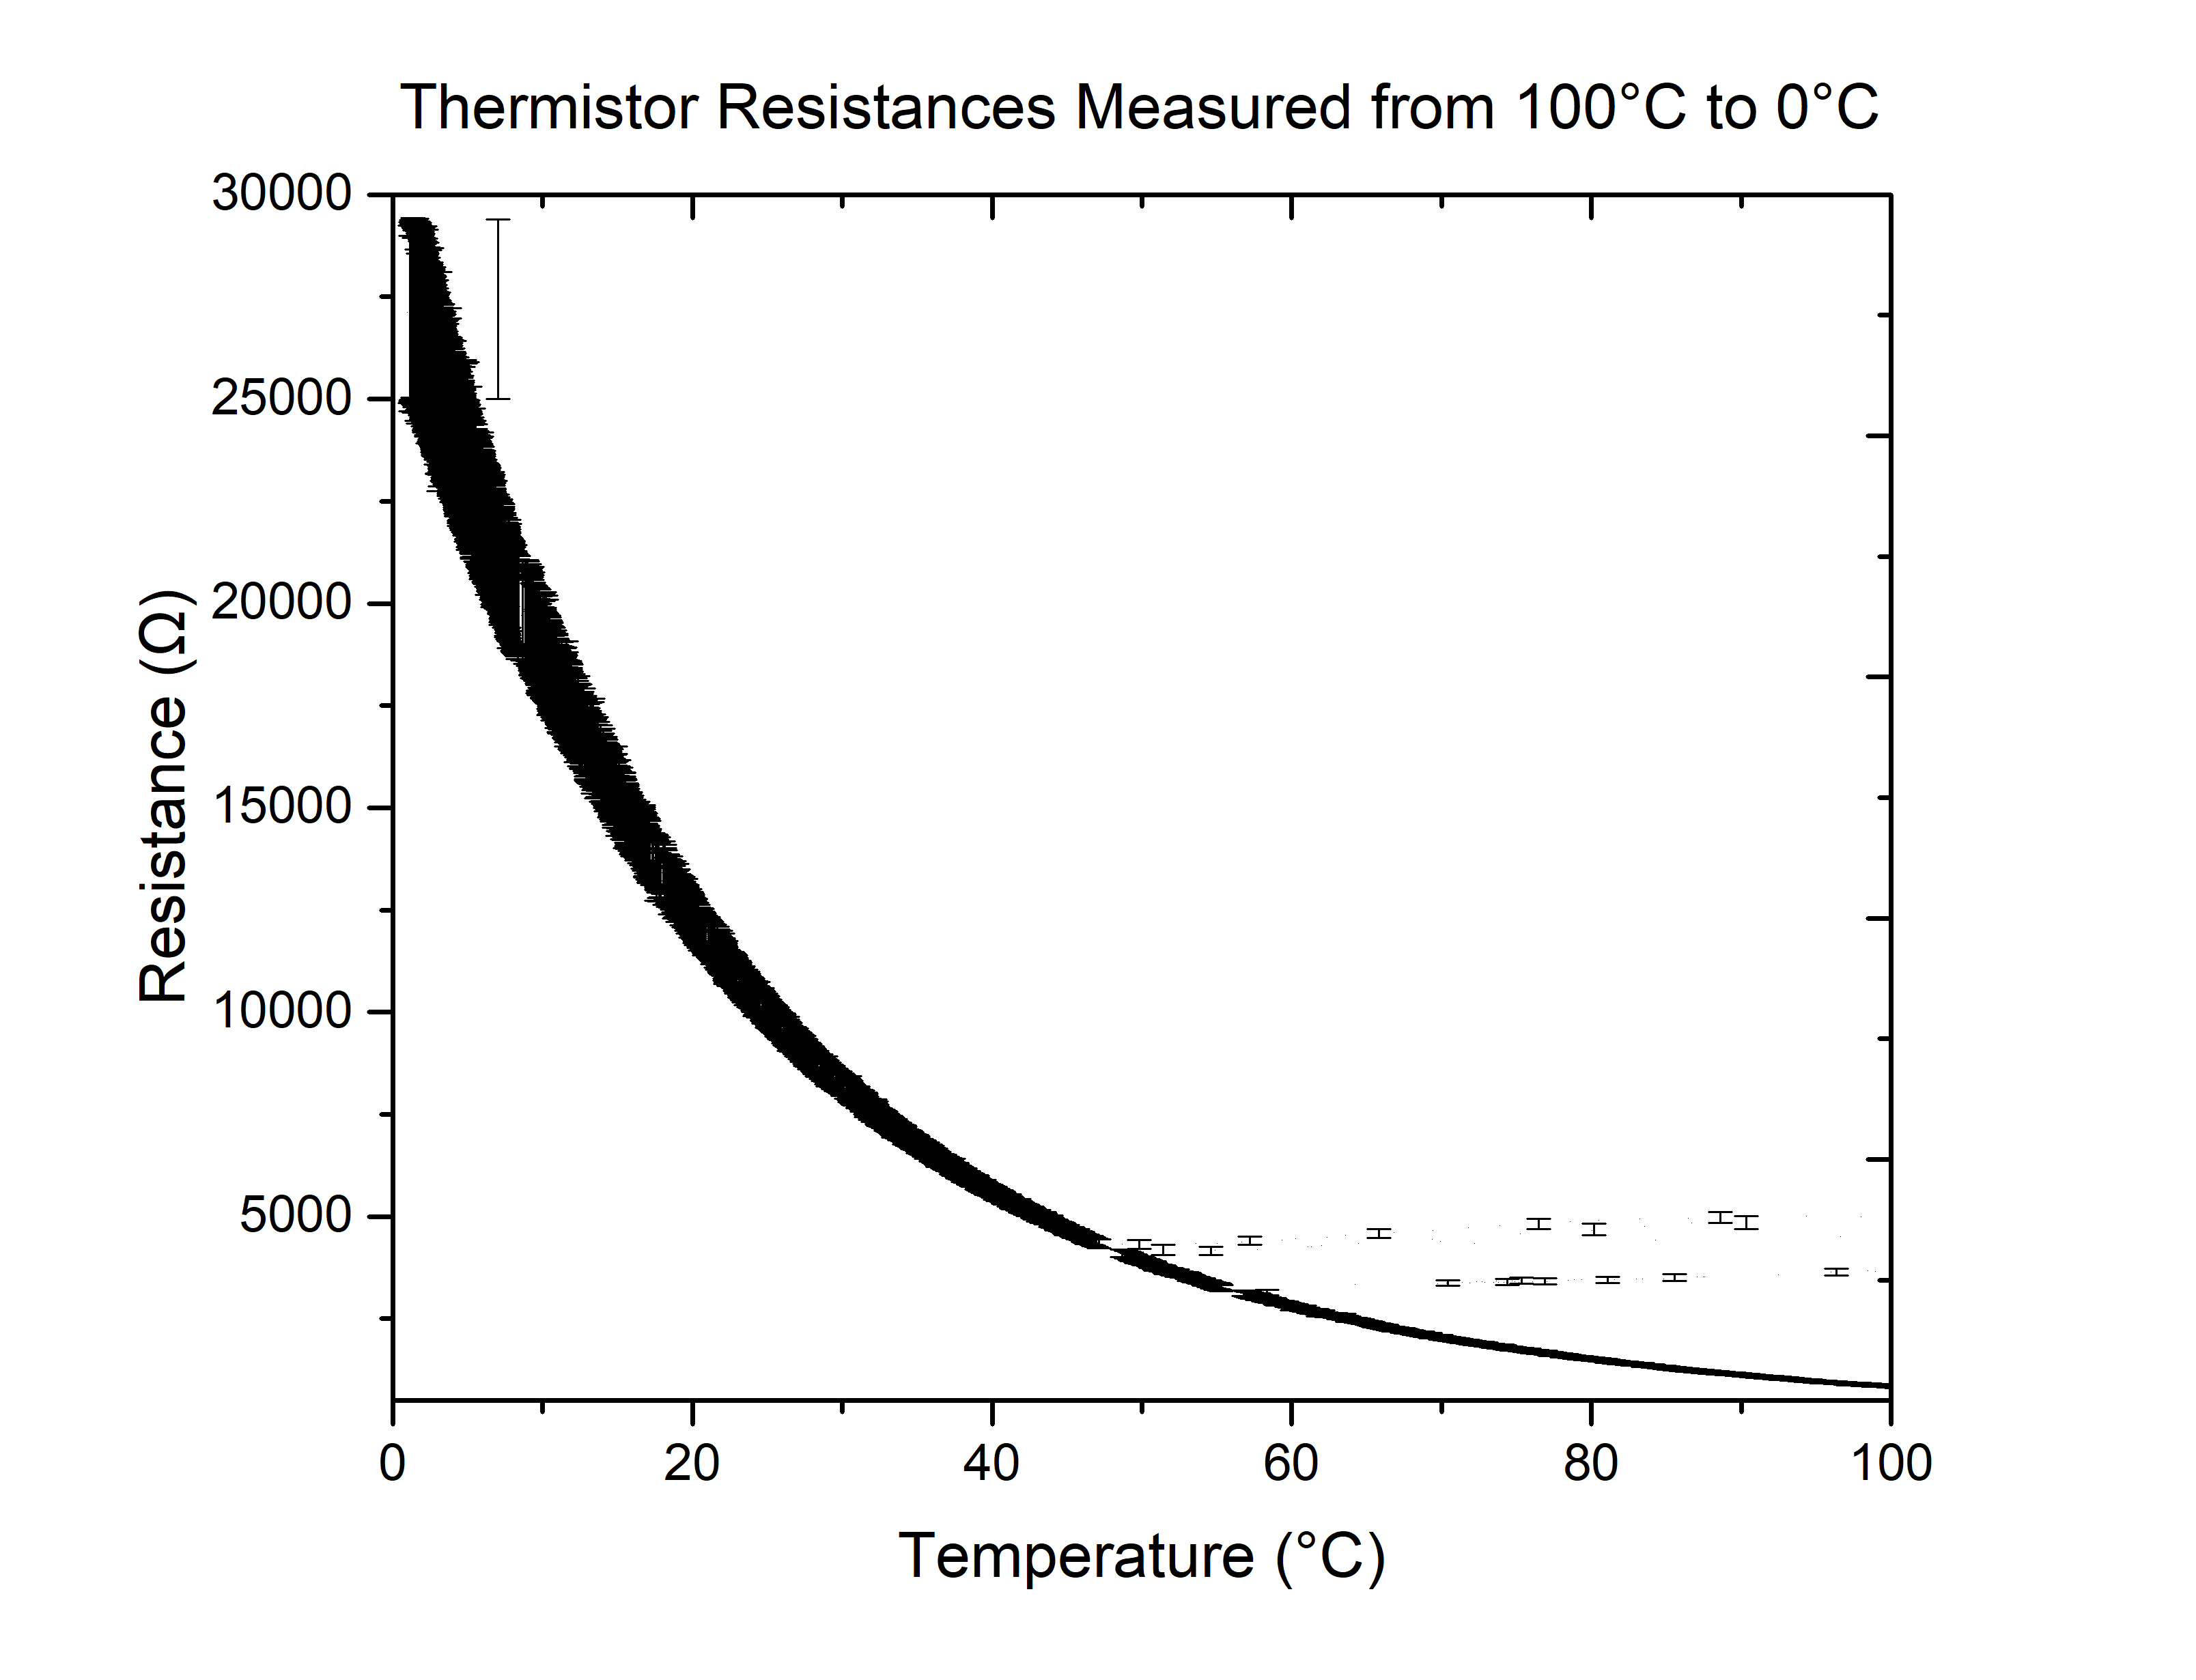 Thermistor Resistances Measured from 100°C to 0°C
30000
25000
20000
15000
10000
5000
Resistance (Ω)
0 20 40 60 80 100
Temperature (°C)